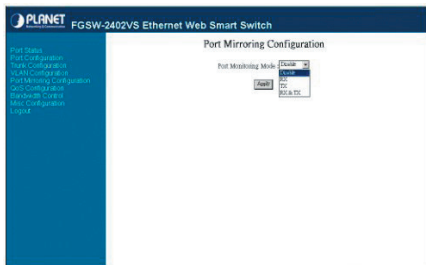 PLANET FGSW-2402VS Ethernet Web Smart Switch
Port Status
Port Configuration
Trunk Configuration
VLAN Configuration
Port Mirroring Configuration
QoS Configuration
Bandwidth Control
Misc Configuration
Logout
Port Mirroring Configuration
Port Monitoring Mode : Disable
Disable
RX
TX
RX & TX
Apply